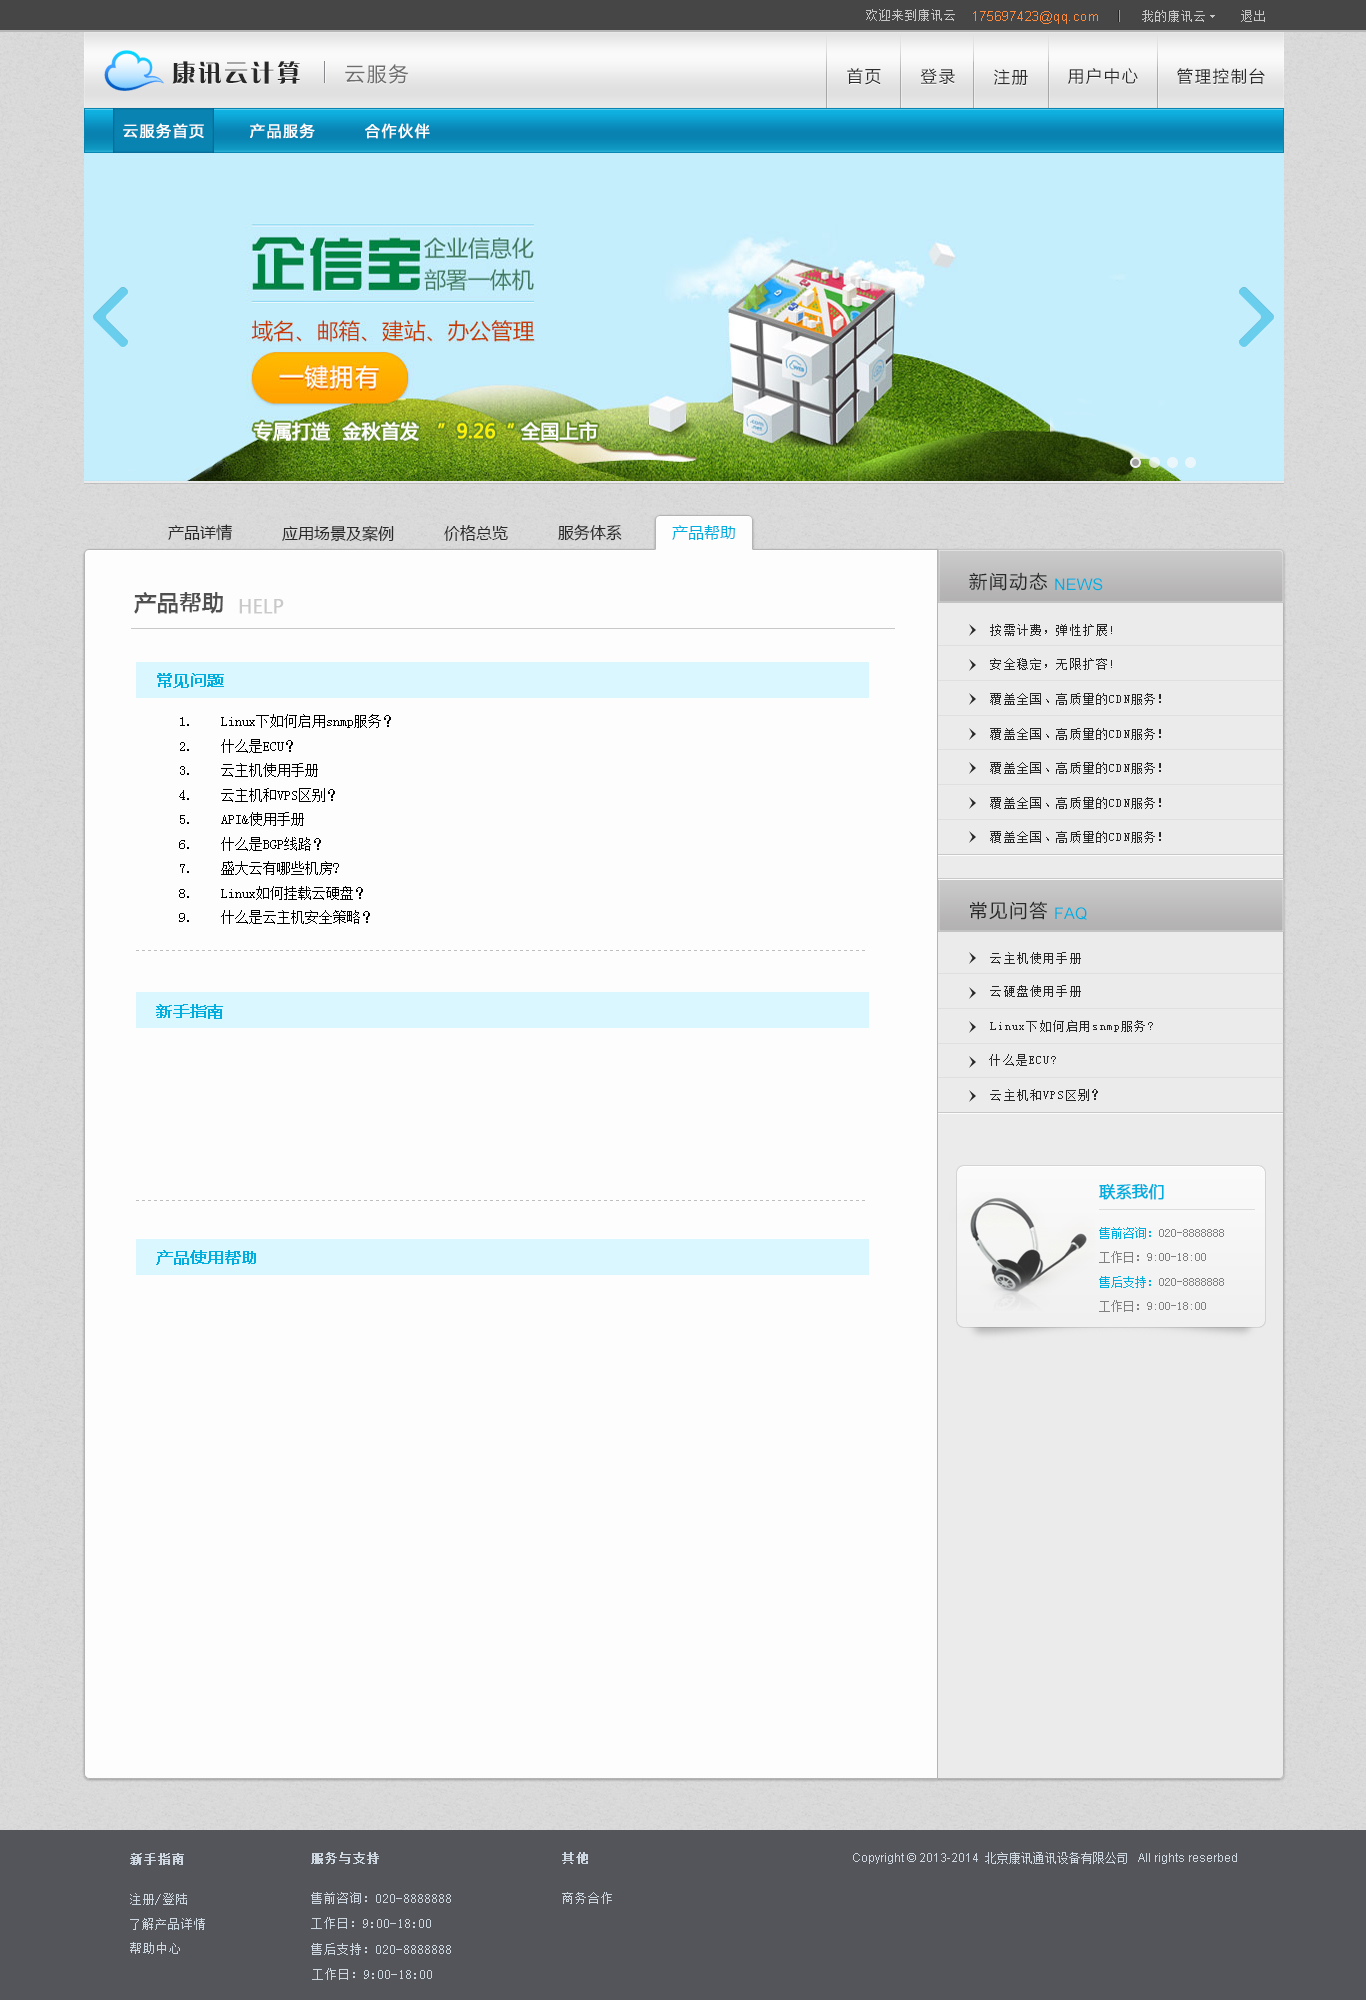 欢迎来到康讯云 175697423@qq.com | 我的康讯云 退出
康讯云计算 | 云服务
首页 登录 注册 用户中心 管理控制台
云服务首页 产品服务 合作伙伴
企信宝 企业信息化
部署一体机
域名、邮箱、建站、办公管理
一键拥有
专属打造 金秋首发 ＂9.26＂全国上市
产品详情 应用场景及案例 价格总览 服务体系 产品帮助
产品帮助 HELP
常见问题
1. Linux下如何启用snmp服务？
2. 什么是ECU？
3. 云主机使用手册
4. 云主机和VPS区别？
5. API&使用手册
6. 什么是BGP线路？
7. 盛大云有哪些机房?
8. Linux如何挂载云硬盘？
9. 什么是云主机安全策略？
新手指南
产品使用帮助
新闻动态 NEWS
按需计费，弹性扩展！
安全稳定，无限扩容！
覆盖全国、高质量的CDN服务！
覆盖全国、高质量的CDN服务！
覆盖全国、高质量的CDN服务！
覆盖全国、高质量的CDN服务！
覆盖全国、高质量的CDN服务！
常见问答 FAQ
云主机使用手册
云硬盘使用手册
Linux下如何启用snmp服务?
什么是ECU?
云主机和VPS区别？
联系我们
售前咨询：020-8888888
工作日：9:00-18:00
售后支持：020-8888888
工作日：9:00-18:00
新手指南
注册/登陆
了解产品详情
帮助中心
服务与支持
售前咨询：020-8888888
工作日：9:00-18:00
售后支持：020-8888888
工作日：9:00-18:00
其他
商务合作
Copyright © 2013-2014 北京康讯通讯设备有限公司 All rights reserbed